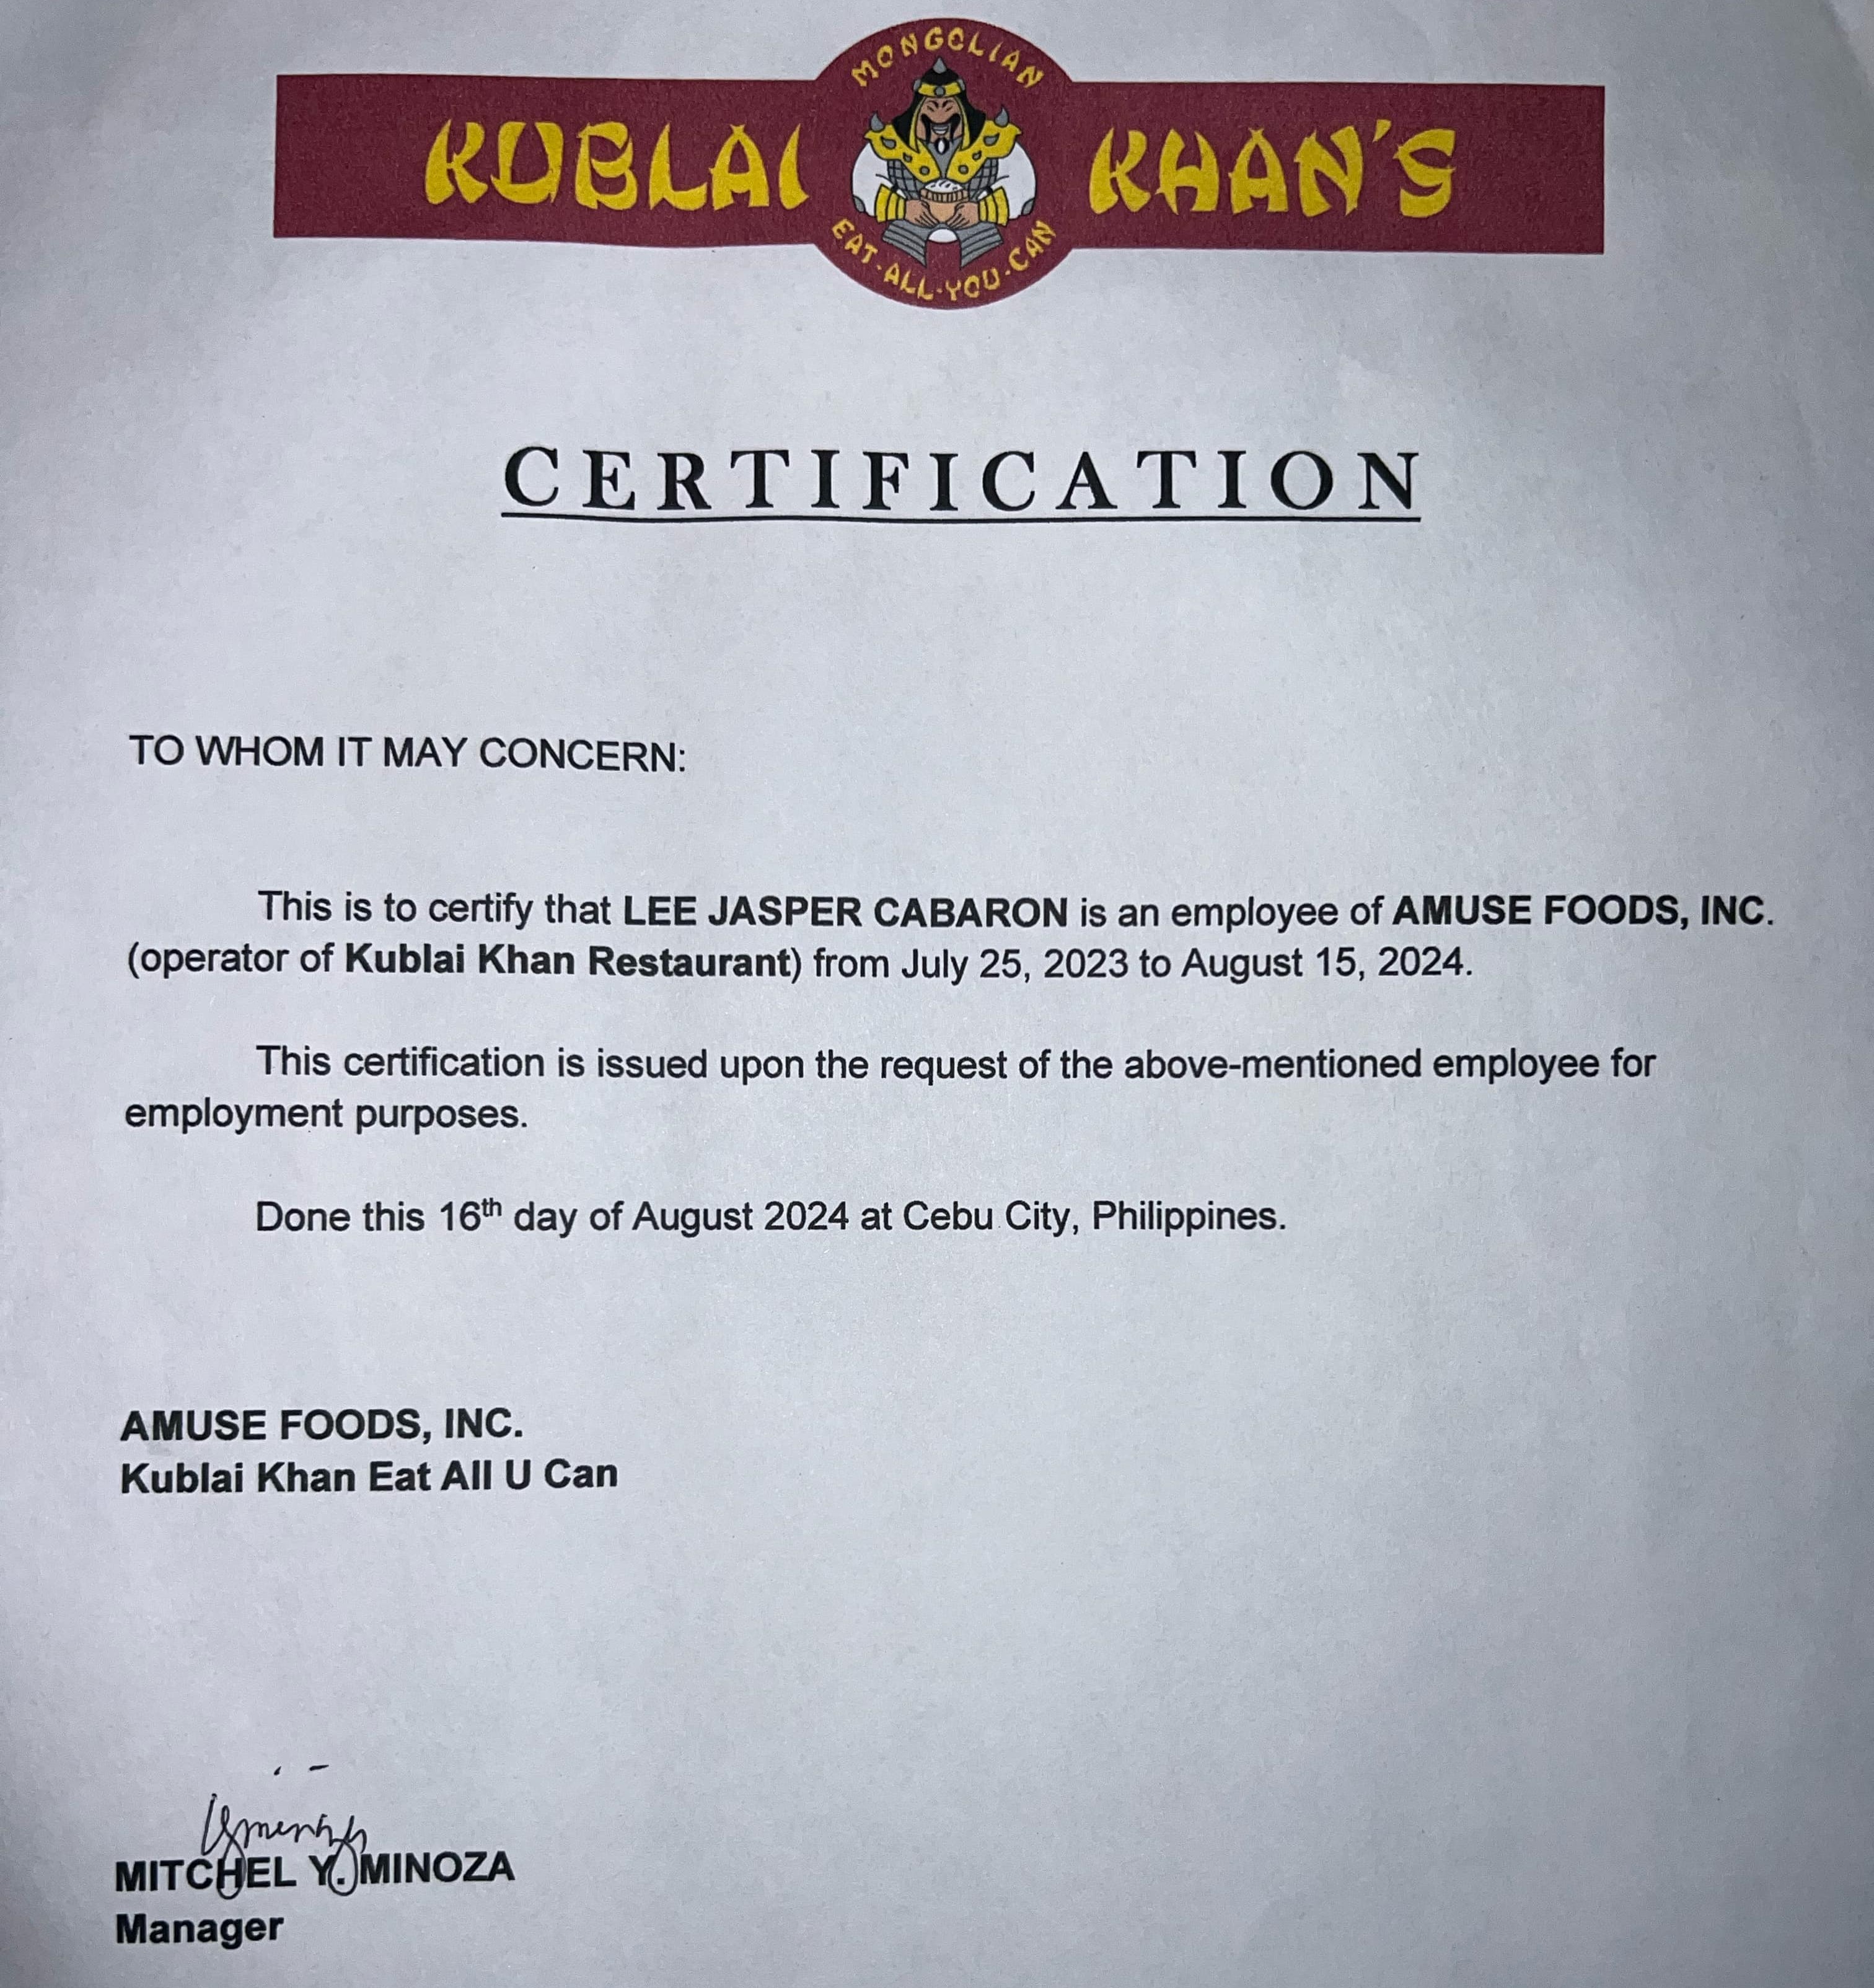 MONGOLIAN
KUBLAI KHAN'S
EAT-ALL-YOU-CAN
CERTIFICATION
TO WHOM IT MAY CONCERN:
This is to certify that LEE JASPER CABARON is an employee of AMUSE FOODS, INC.
(operator of Kublai Khan Restaurant) from July 25, 2023 to August 15, 2024.
This certification is issued upon the request of the above-mentioned employee for
employment purposes.
Done this 16th day of August 2024 at Cebu City, Philippines.
AMUSE FOODS, INC.
Kublai Khan Eat All U Can
MITCHEL Y. MINOZA
Manager